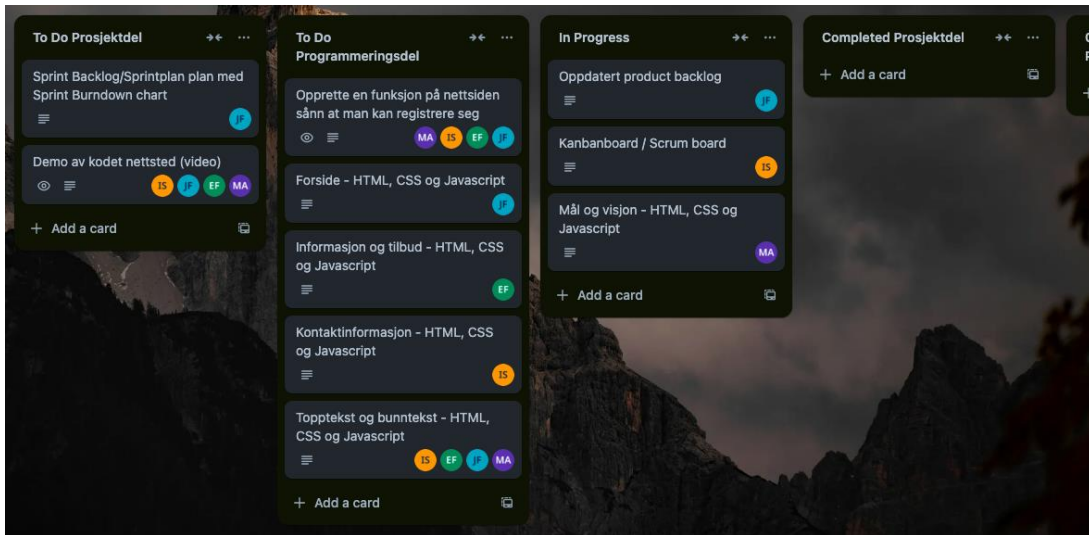 To Do Prosjektdel
Sprint Backlog/Sprintplan plan med
Sprint Burndown chart
JF
Demo av kodet nettsted (video)
IS JF EF MA
+ Add a card
To Do
Programmeringsdel
Opprette en funksjon på nettsiden
sånn at man kan registrere seg
MA IS EF JF
Forside - HTML, CSS og Javascript
JF
Informasjon og tilbud - HTML, CSS
og Javascript
EF
Kontaktinformasjon - HTML, CSS
og Javascript
IS
Topptekst og bunntekst - HTML,
CSS og Javascript
IS EF JF MA
+ Add a card
In Progress
Oppdatert product backlog
JF
Kanbanboard / Scrum board
IS
Mål og visjon - HTML, CSS og
Javascript
MA
+ Add a card
Completed Prosjektdel
+ Add a card